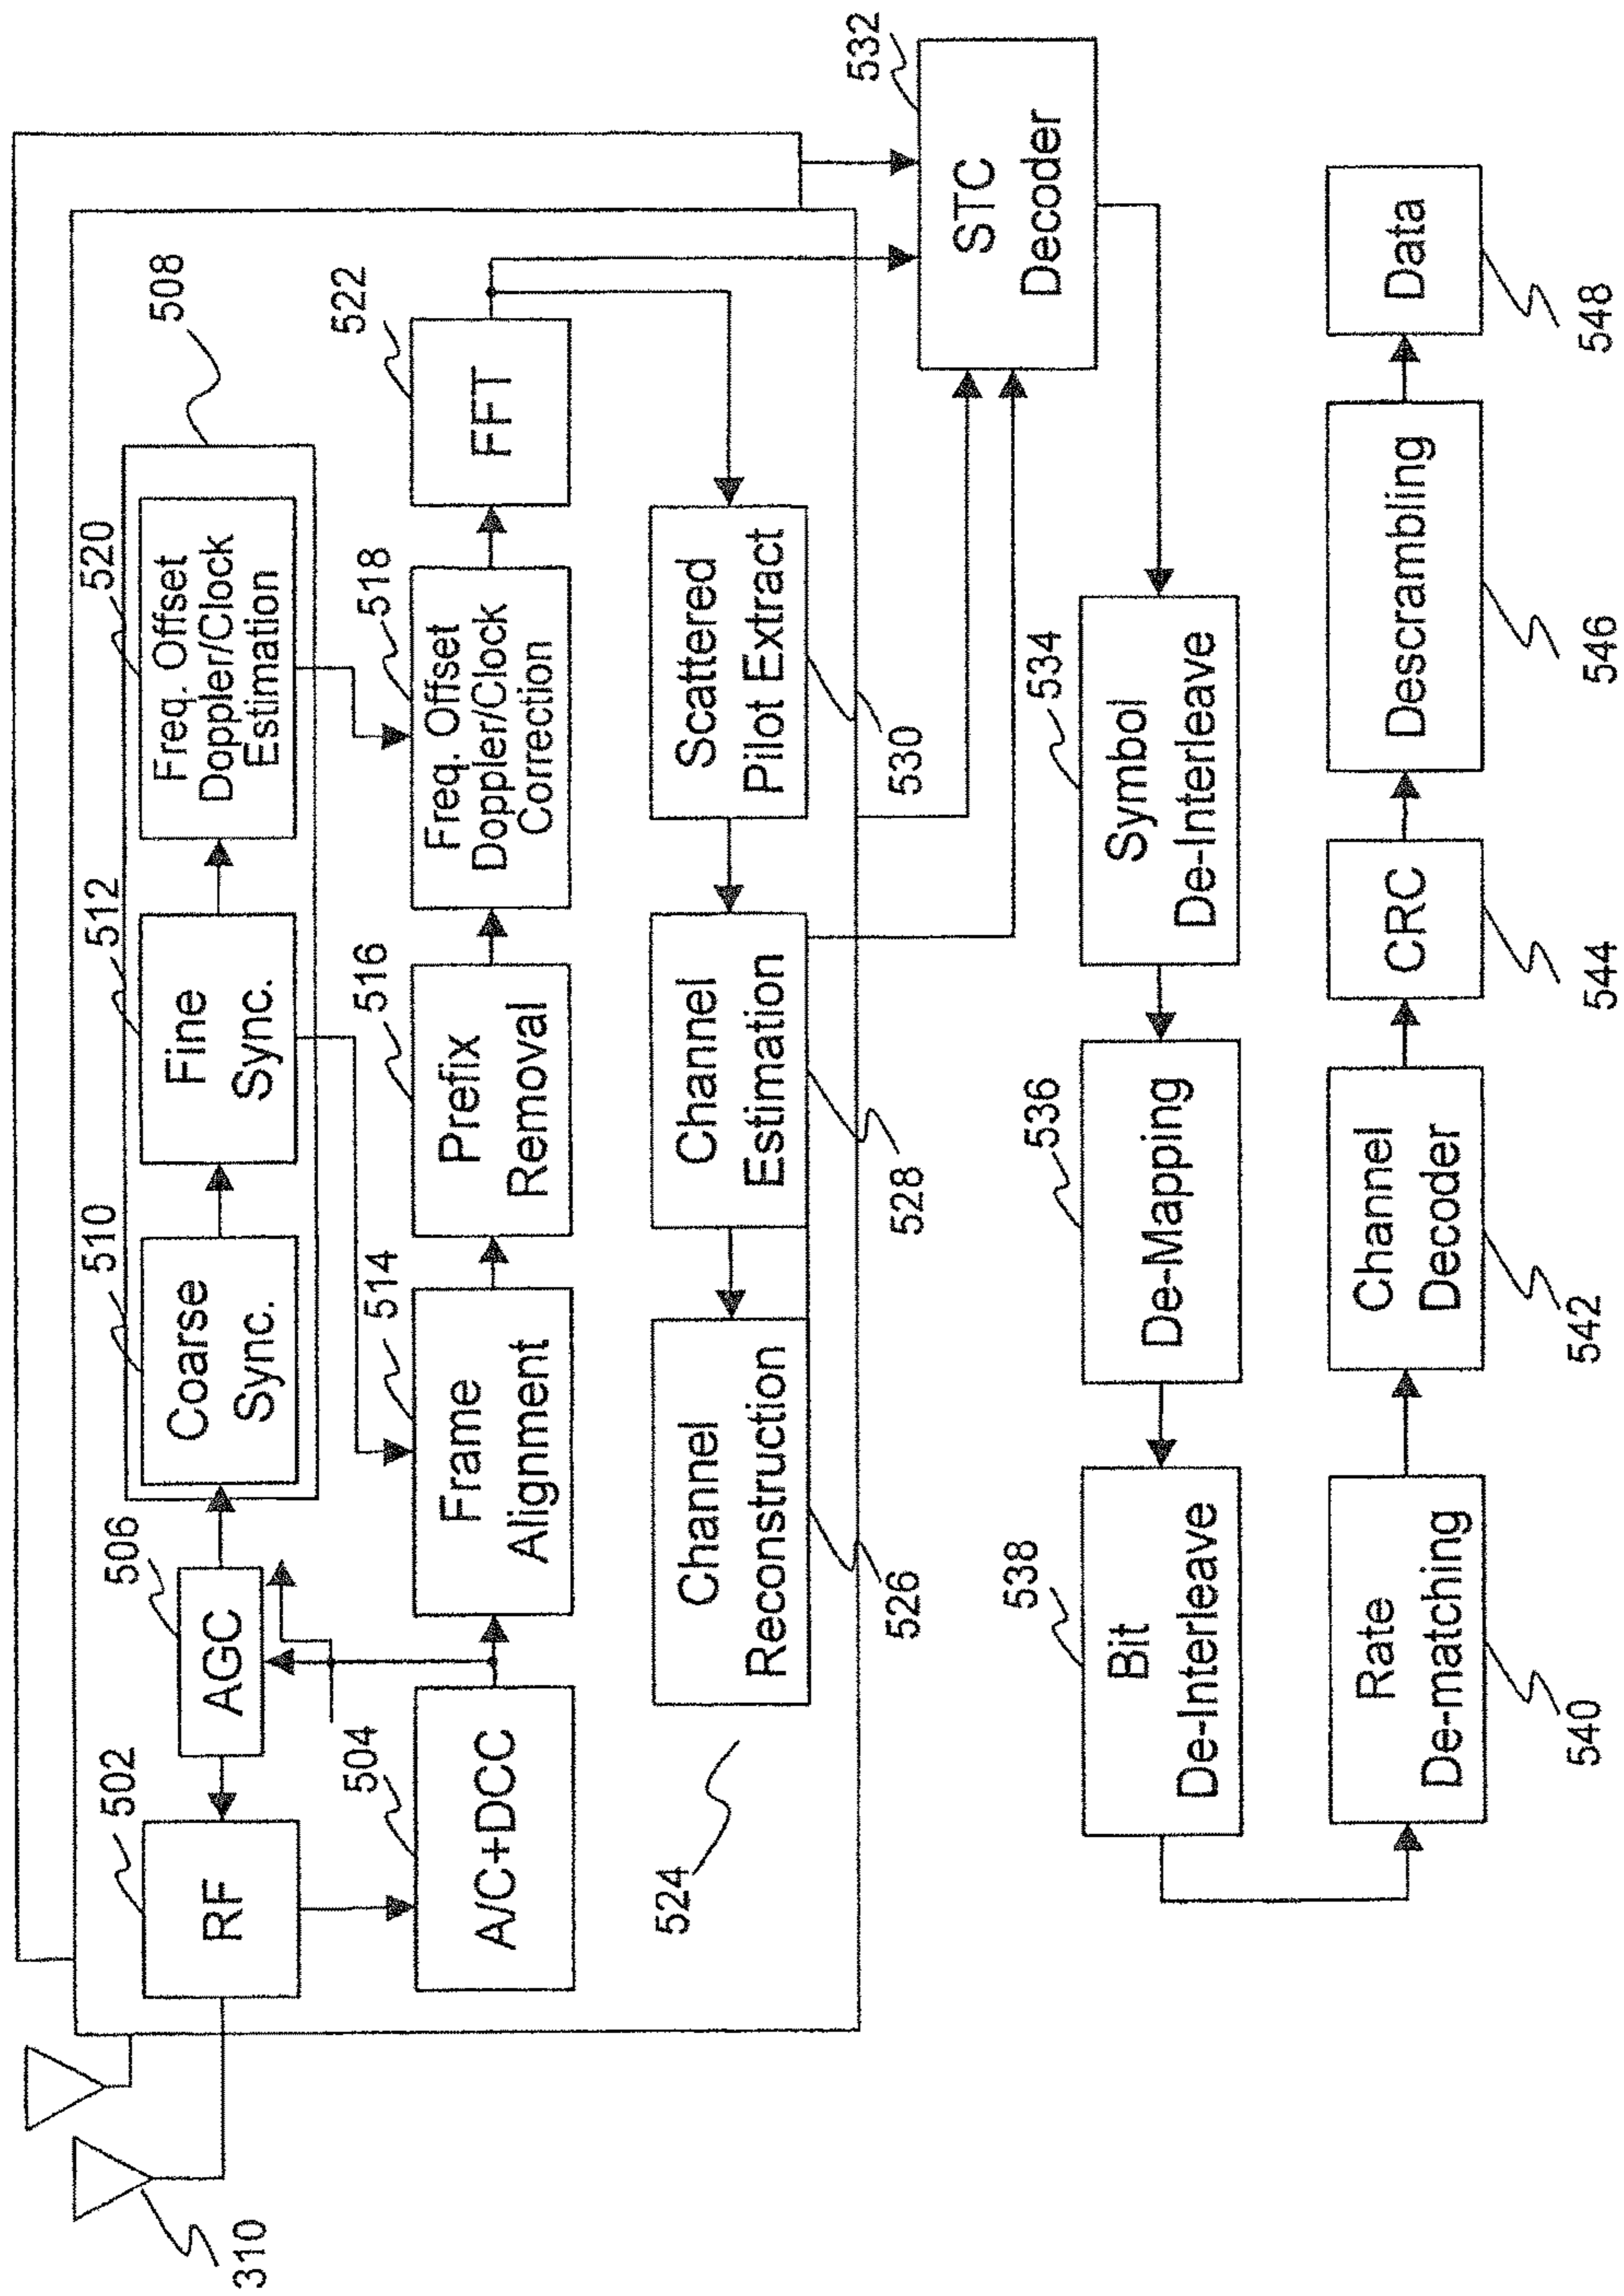 310
502
RF
504
A/C+DCC
506
AGC
508
510
Coarse
Sync.
512
Fine
Sync.
520
Freq. Offset
Doppler/Clock
Estimation
514
Frame
Alignment
516
Prefix
Removal
518
Freq. Offset
Doppler/Clock
Correction
522
FFT
524
Channel
Reconstruction
526
Channel
Estimation
528
Scattered
Pilot Extract
530
532
STC
Decoder
534
Symbol
De-Interleave
536
De-Mapping
538
Bit
De-Interleave
Rate
De-matching
540
Channel
Decoder
542
CRC
544
Descrambling
546
Data
548